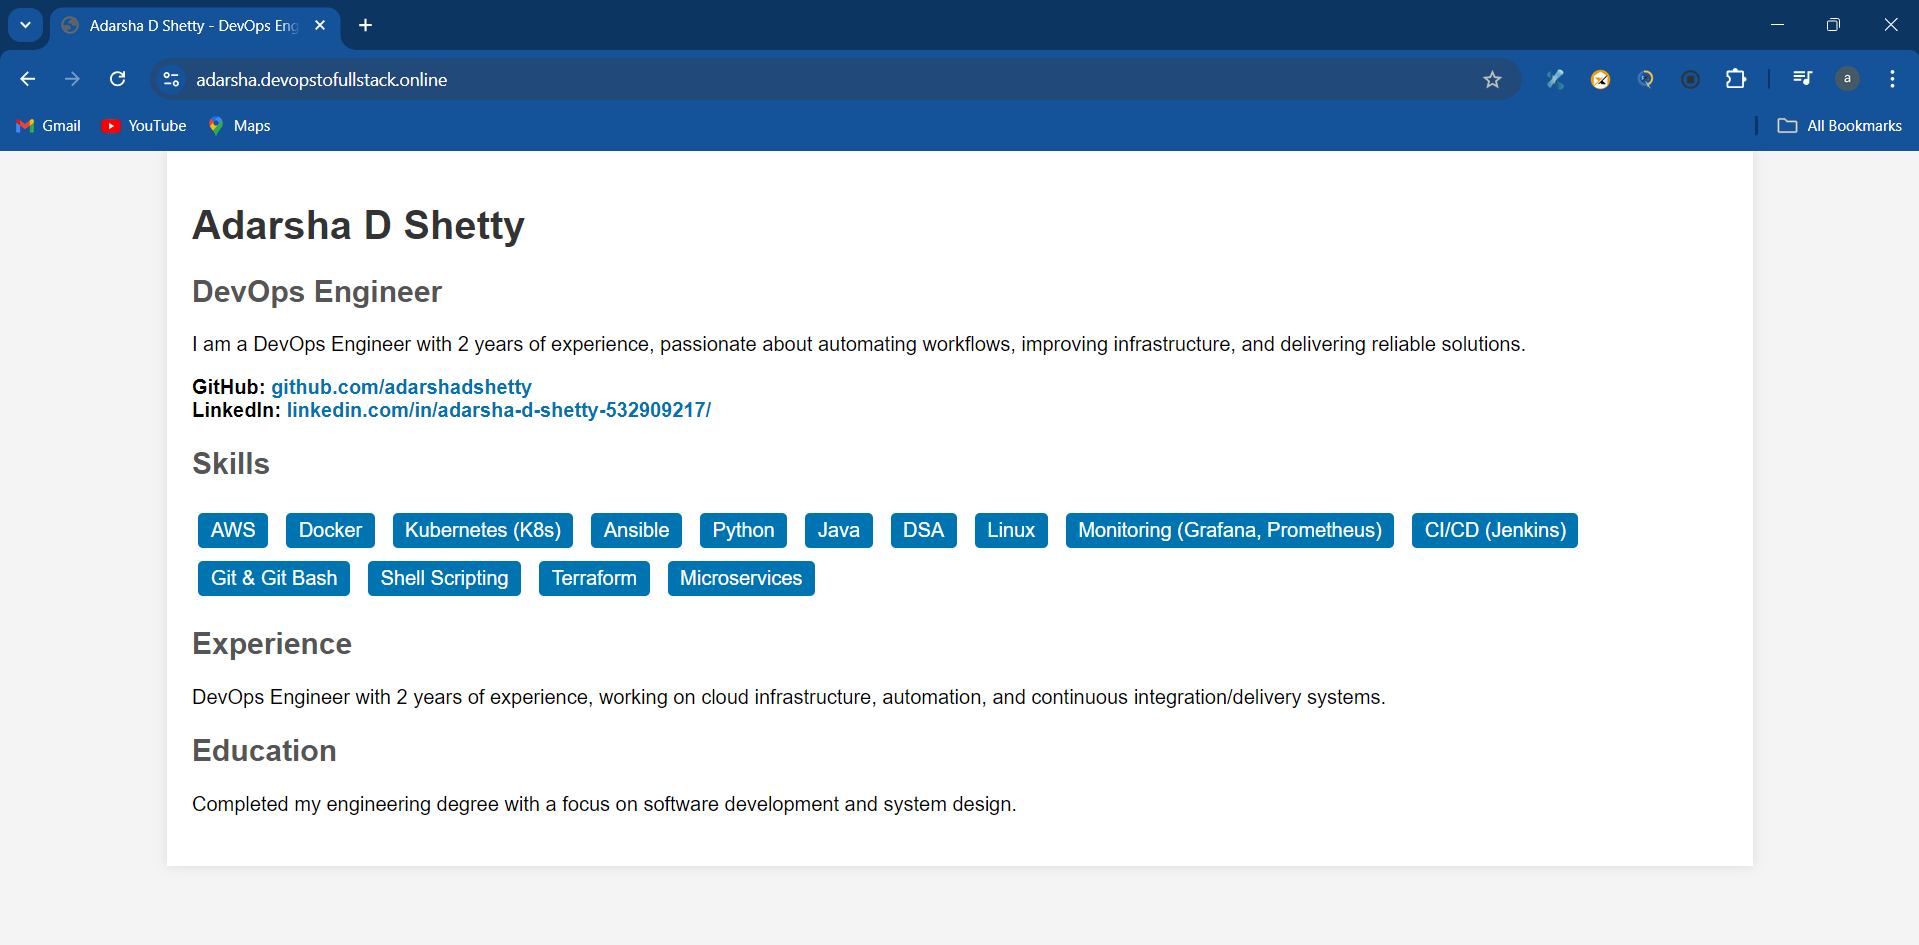 Adarsha D Shetty - DevOps Eng
adarsha.devopstofullstack.online
a
Gmail YouTube Maps All Bookmarks
Adarsha D Shetty
DevOps Engineer
I am a DevOps Engineer with 2 years of experience, passionate about automating workflows, improving infrastructure, and delivering reliable solutions.
GitHub: github.com/adarshadshetty
LinkedIn: linkedin.com/in/adarsha-d-shetty-532909217/
Skills
AWS Docker Kubernetes (K8s) Ansible Python Java DSA Linux Monitoring (Grafana, Prometheus) CI/CD (Jenkins)
Git & Git Bash Shell Scripting Terraform Microservices
Experience
DevOps Engineer with 2 years of experience, working on cloud infrastructure, automation, and continuous integration/delivery systems.
Education
Completed my engineering degree with a focus on software development and system design.